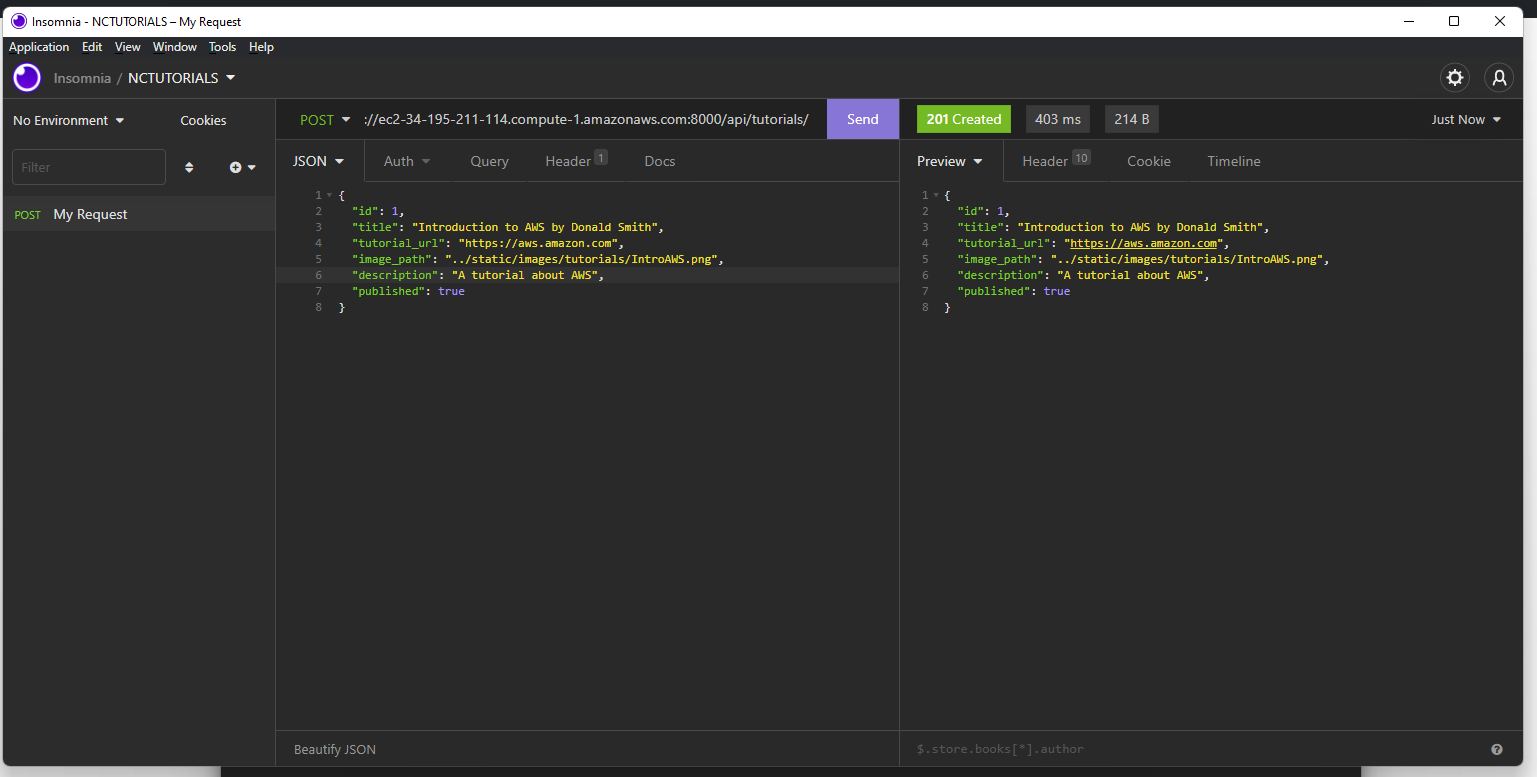 Insomnia - NCTUTORIALS – My Request
Application Edit View Window Tools Help
Insomnia / NCTUTORIALS
No Environment Cookies
Filter
POST My Request
POST ://ec2-34-195-211-114.compute-1.amazonaws.com:8000/api/tutorials/ Send
JSON Auth Query Header 1 Docs
1 {
2 "id": 1,
3 "title": "Introduction to AWS by Donald Smith",
4 "tutorial_url": "https://aws.amazon.com",
5 "image_path": "../static/images/tutorials/IntroAWS.png",
6 "description": "A tutorial about AWS",
7 "published": true
8 }
Beautify JSON
201 Created 403 ms 214 B Just Now
Preview Header 10 Cookie Timeline
1 {
2 "id": 1,
3 "title": "Introduction to AWS by Donald Smith",
4 "tutorial_url": "https://aws.amazon.com",
5 "image_path": "../static/images/tutorials/IntroAWS.png",
6 "description": "A tutorial about AWS",
7 "published": true
8 }
$.store.books[*].author